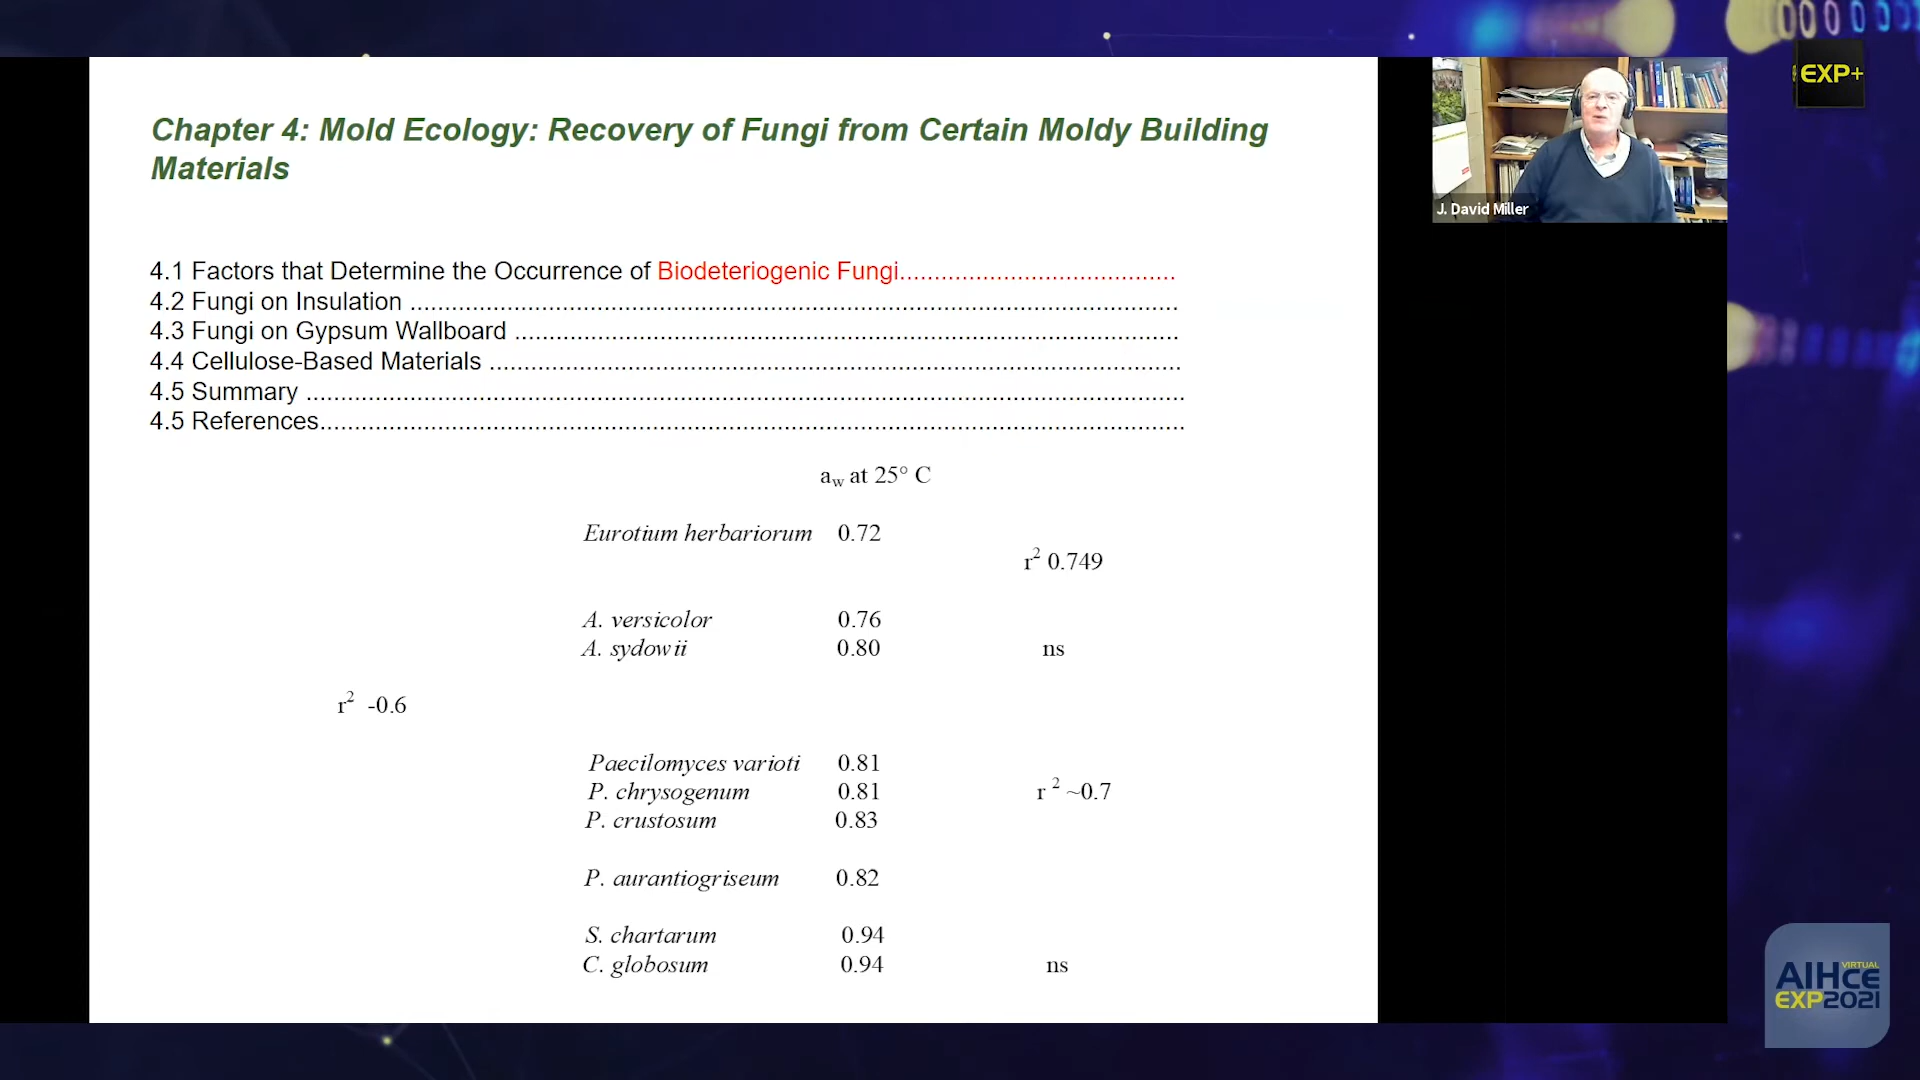 EXP+
J. David Miller
Chapter 4: Mold Ecology: Recovery of Fungi from Certain Moldy Building
Materials
4.1 Factors that Determine the Occurrence of Biodeteriogenic Fungi.......................................
4.2 Fungi on Insulation ....................................................................................................
4.3 Fungi on Gypsum Wallboard ......................................................................................
4.4 Cellulose-Based Materials .........................................................................................
4.5 Summary ..................................................................................................................
4.5 References................................................................................................................
aw at 25° C
Eurotium herbariorum 0.72
r2 0.749
A. versicolor 0.76
A. sydowii 0.80 ns
r2 -0.6
Paecilomyces varioti 0.81
P. chrysogenum 0.81 r 2 ~0.7
P. crustosum 0.83
P. aurantiogriseum 0.82
S. chartarum 0.94
C. globosum 0.94 ns
VIRTUAL
AIHce
EXP2021